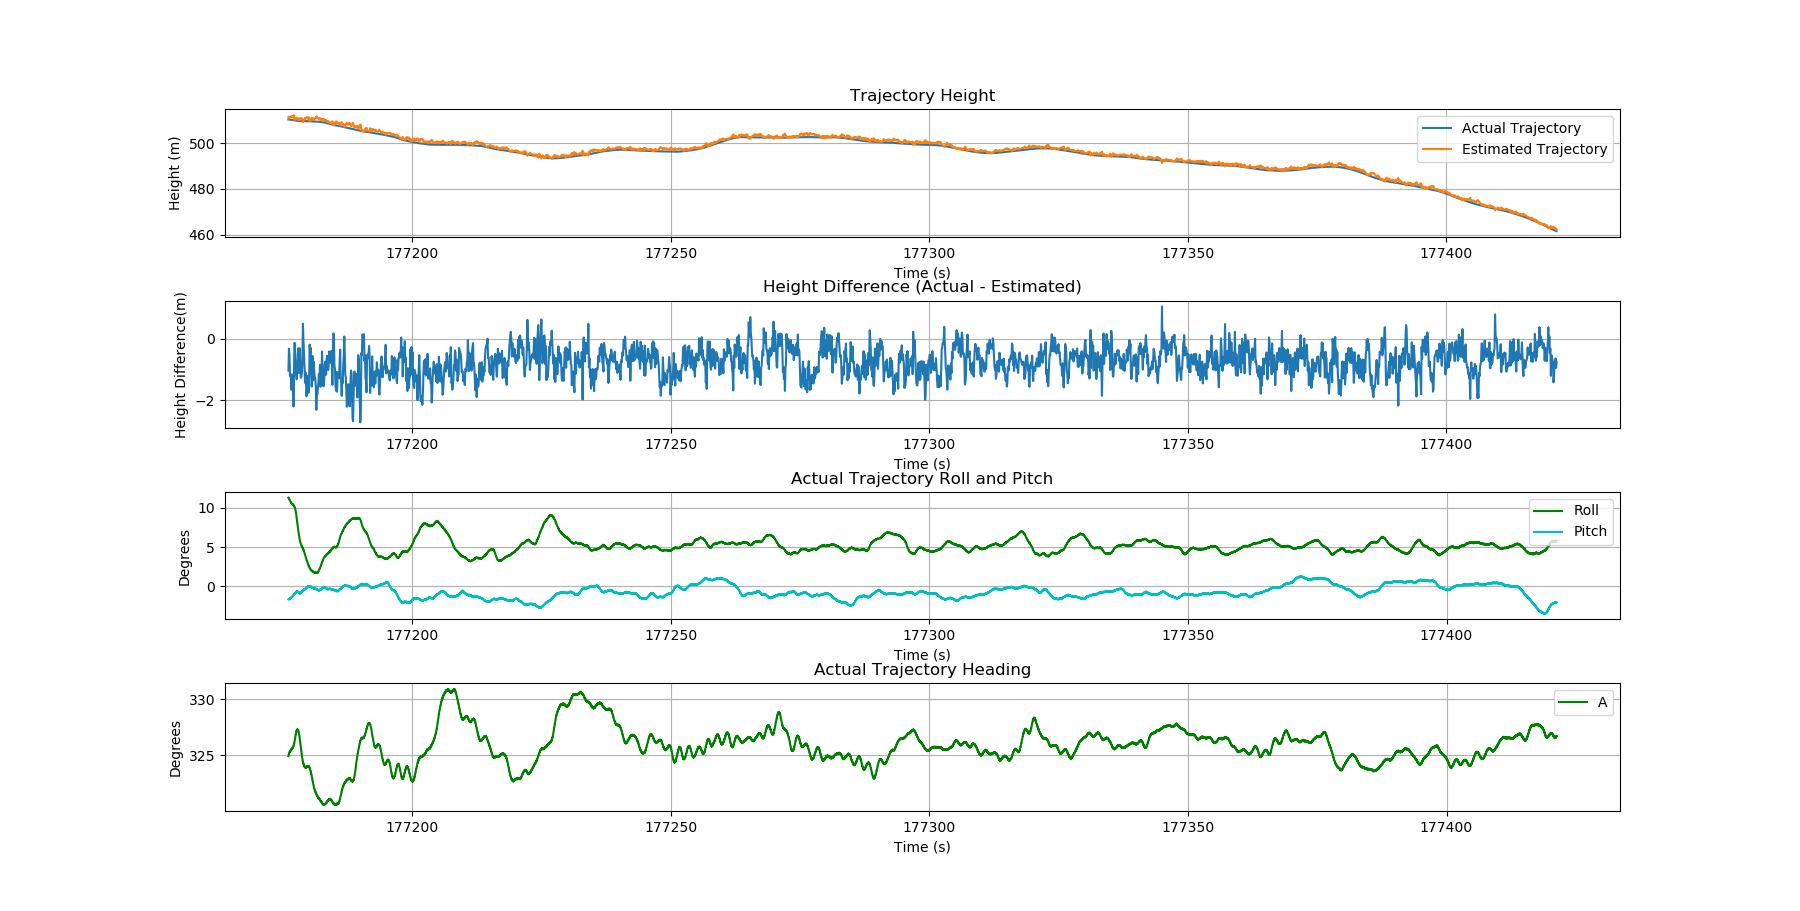 Trajectory Height
Height (m)
500
480
460
Actual Trajectory
Estimated Trajectory
177200 177250 177300 177350 177400
Time (s)
Height Difference (Actual - Estimated)
Height Difference(m)
0
−2
177200 177250 177300 177350 177400
Time (s)
Actual Trajectory Roll and Pitch
Degrees
10
5
0
Roll
Pitch
177200 177250 177300 177350 177400
Time (s)
Actual Trajectory Heading
Degrees
330
325
A
177200 177250 177300 177350 177400
Time (s)